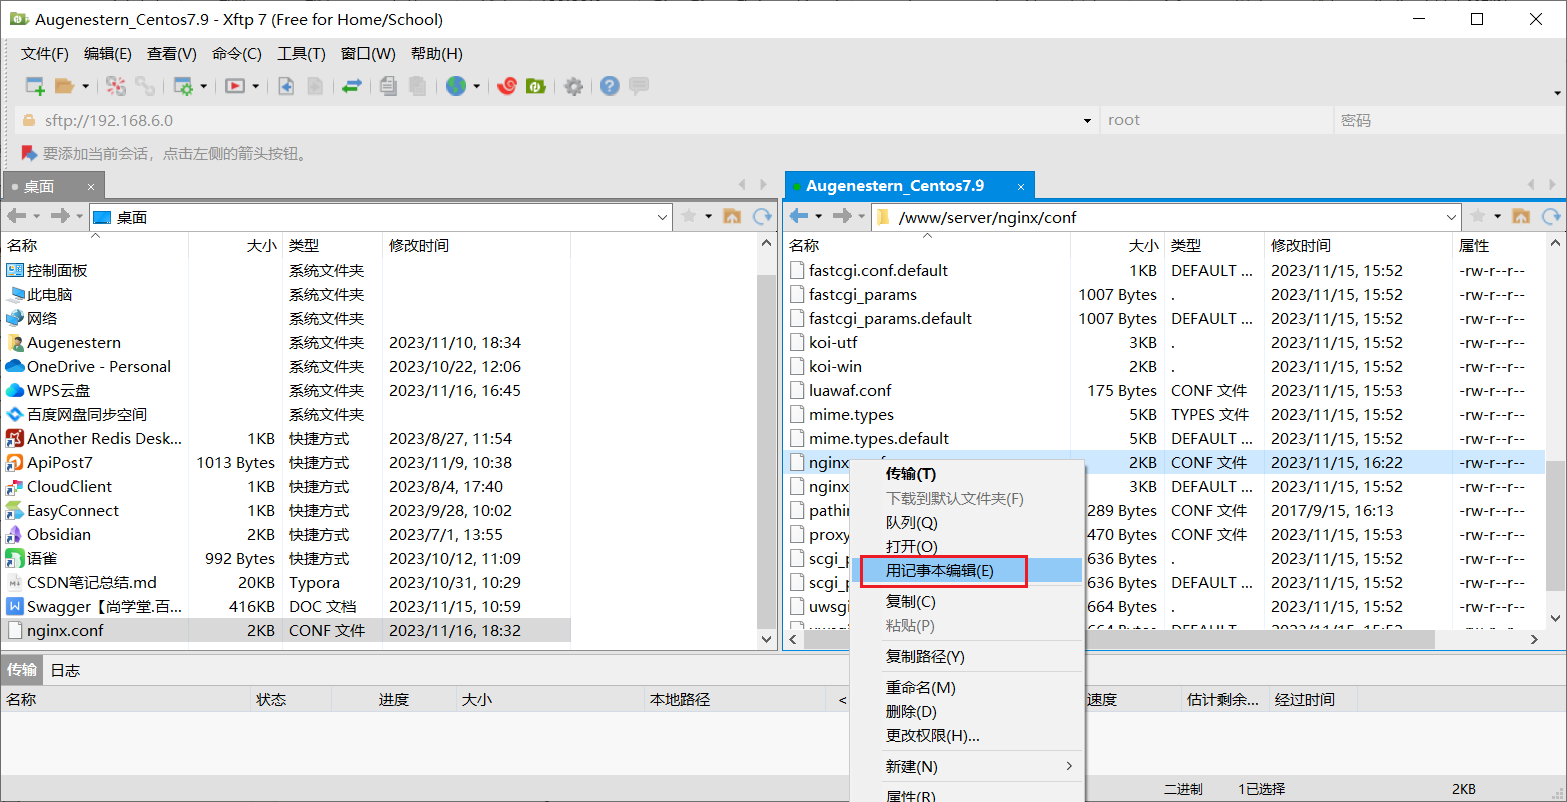 Augenestern_Centos7.9 - Xftp 7 (Free for Home/School)
文件(F) 编辑(E) 查看(V) 命令(C) 工具(T) 窗口(W) 帮助(H)
sftp://192.168.6.0 root 密码
要添加当前会话，点击左侧的箭头按钮。
桌面 ×
Augenestern_Centos7.9 ×
桌面
/www/server/nginx/conf
名称 大小 类型 修改时间
控制面板 系统文件夹
此电脑 系统文件夹
网络 系统文件夹
Augenestern 系统文件夹 2023/11/10, 18:34
OneDrive - Personal 系统文件夹 2023/10/22, 12:06
WPS云盘 系统文件夹 2023/11/16, 16:45
百度网盘同步空间 系统文件夹
Another Redis Desk... 1KB 快捷方式 2023/8/27, 11:54
ApiPost7 1013 Bytes 快捷方式 2023/11/9, 10:38
CloudClient 1KB 快捷方式 2023/8/4, 17:40
EasyConnect 1KB 快捷方式 2023/9/28, 10:02
Obsidian 2KB 快捷方式 2023/7/1, 13:55
语雀 992 Bytes 快捷方式 2023/10/12, 11:09
CSDN笔记总结.md 20KB Typora 2023/10/31, 10:29
Swagger【尚学堂.百... 416KB DOC 文档 2023/11/15, 10:59
nginx.conf 2KB CONF 文件 2023/11/16, 18:32
名称 大小 类型 修改时间 属性
fastcgi.conf.default 1KB DEFAULT ... 2023/11/15, 15:52 -rw-r--r--
fastcgi_params 1007 Bytes . 2023/11/15, 15:52 -rw-r--r--
fastcgi_params.default 1007 Bytes DEFAULT ... 2023/11/15, 15:52 -rw-r--r--
koi-utf 3KB . 2023/11/15, 15:52 -rw-r--r--
koi-win 2KB . 2023/11/15, 15:52 -rw-r--r--
luawaf.conf 175 Bytes CONF 文件 2023/11/15, 15:53 -rw-r--r--
mime.types 5KB TYPES 文件 2023/11/15, 15:52 -rw-r--r--
mime.types.default 5KB DEFAULT ... 2023/11/15, 15:52 -rw-r--r--
nginx 2KB CONF 文件 2023/11/15, 16:22 -rw-r--r--
nginx 3KB DEFAULT ... 2023/11/15, 15:52 -rw-r--r--
pathi 289 Bytes CONF 文件 2017/9/15, 16:13 -rw-r--r--
proxy 470 Bytes CONF 文件 2023/11/15, 15:53 -rw-r--r--
scgi_p 636 Bytes . 2023/11/15, 15:52 -rw-r--r--
scgi_p 636 Bytes DEFAULT ... 2023/11/15, 15:52 -rw-r--r--
uwsgi 664 Bytes . 2023/11/15, 15:52 -rw-r--r--
传输(T)
下载到默认文件夹(F)
队列(Q)
打开(O)
用记事本编辑(E)
复制(C)
粘贴(P)
复制路径(Y)
重命名(M)
删除(D)
更改权限(H)...
新建(N)
属性(R)
传输 日志
名称 状态 进度 大小 本地路径 < 速度 估计剩余... 经过时间
二进制 1已选择 2KB